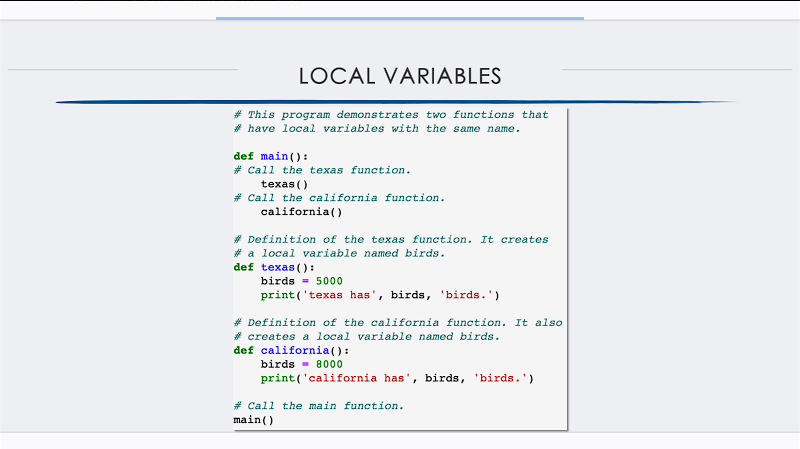 LOCAL VARIABLES
# This program demonstrates two functions that
# have local variables with the same name.
def main():
# Call the texas function.
texas()
# Call the california function.
california()
# Definition of the texas function. It creates
# a local variable named birds.
def texas():
birds = 5000
print('texas has', birds, 'birds.')
# Definition of the california function. It also
# creates a local variable named birds.
def california():
birds = 8000
print('california has', birds, 'birds.')
# Call the main function.
main()